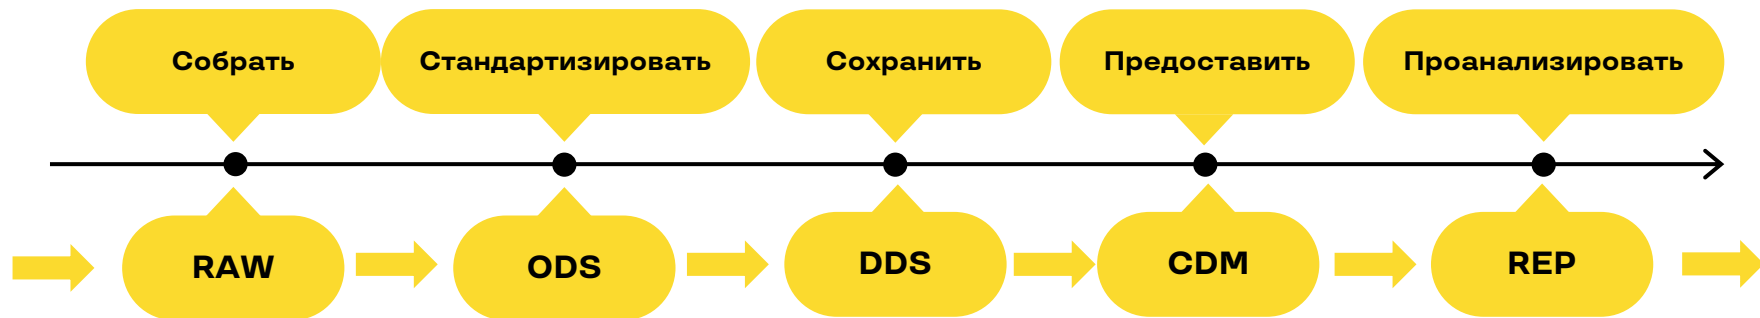 Собрать
Стандартизировать
Сохранить
Предоставить
Проанализировать
RAW
ODS
DDS
CDM
REP